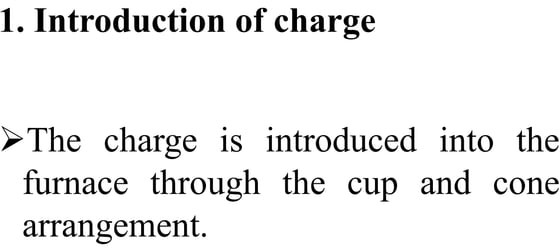 1. Introduction of charge
➢The charge is introduced into the
furnace through the cup and cone
arrangement.